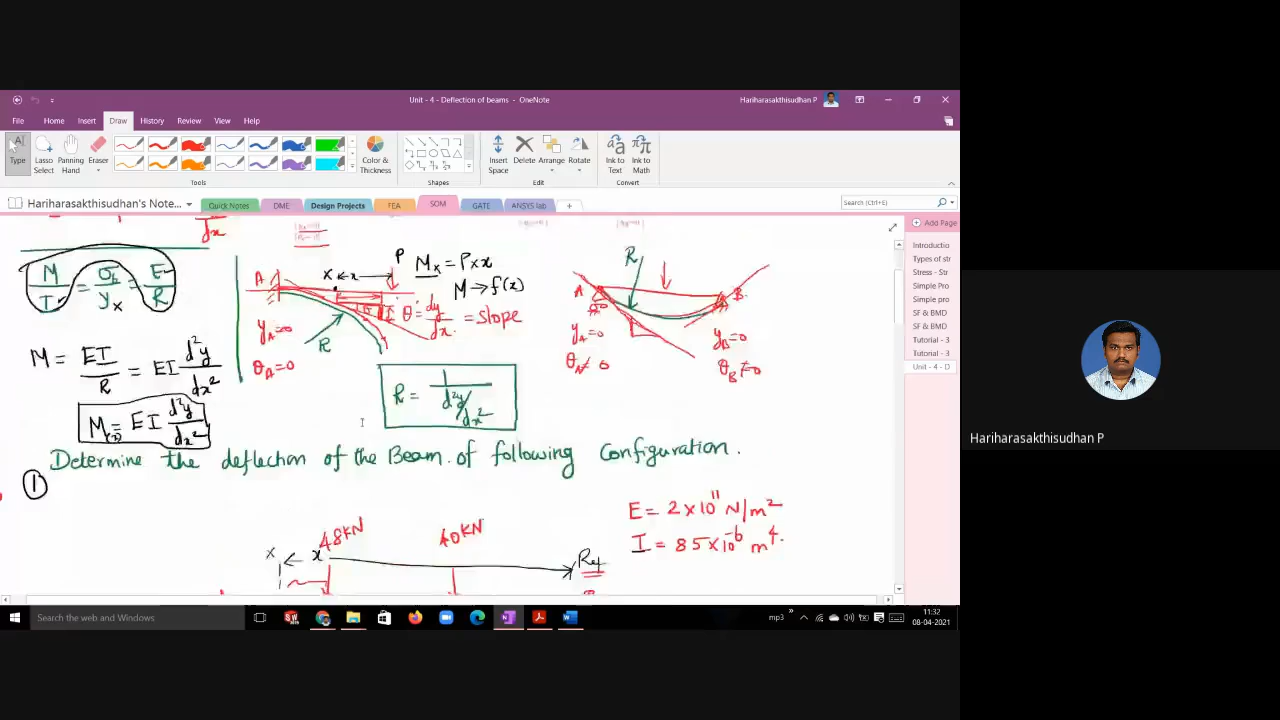 Unit - 4 - Deflection of beams - OneNote
Hariharasakthisudhan P
File Home Insert Draw History Review View Help
Type
Lasso Select
Panning Hand
Eraser
Color & Thickness
Insert Space
Delete
Arrange
Rotate
Ink to Text
Ink to Math
Tools
Shapes
Edit
Convert
Hariharasakthisudhan's Note...
Quick Notes
DME
Design Projects
FEA
SOM
GATE
ANSYS lab
+
Search (Ctrl+E)
Add Page
Introductio
Types of str
Stress - Str
Simple Pro
Simple pro
SF & BMD
SF & BMD
Tutorial - 3
Tutorial - 3
Unit - 4 - D
dx
M/I = σb/y = E/R
M = EI/R = EI d²y/dx²
M(x) = EI d²y/dx²
A
x
x
P
Mx = P × x
M → f(x)
θ = dy/dx = slope
yA = 0
θA = 0
R
R = 1/d²y/dx²
R
A
B
yA = 0
θA ≠ 0
yB = 0
θB ≠ 0
Determine the deflection of the Beam of following Configuration.
1
48KN
40KN
E = 2 × 10¹¹ N/m²
I = 85 × 10⁻⁶ m⁴
x
x
Ref
Hariharasakthisudhan P
Search the web and Windows
mp3
11:32
08-04-2021